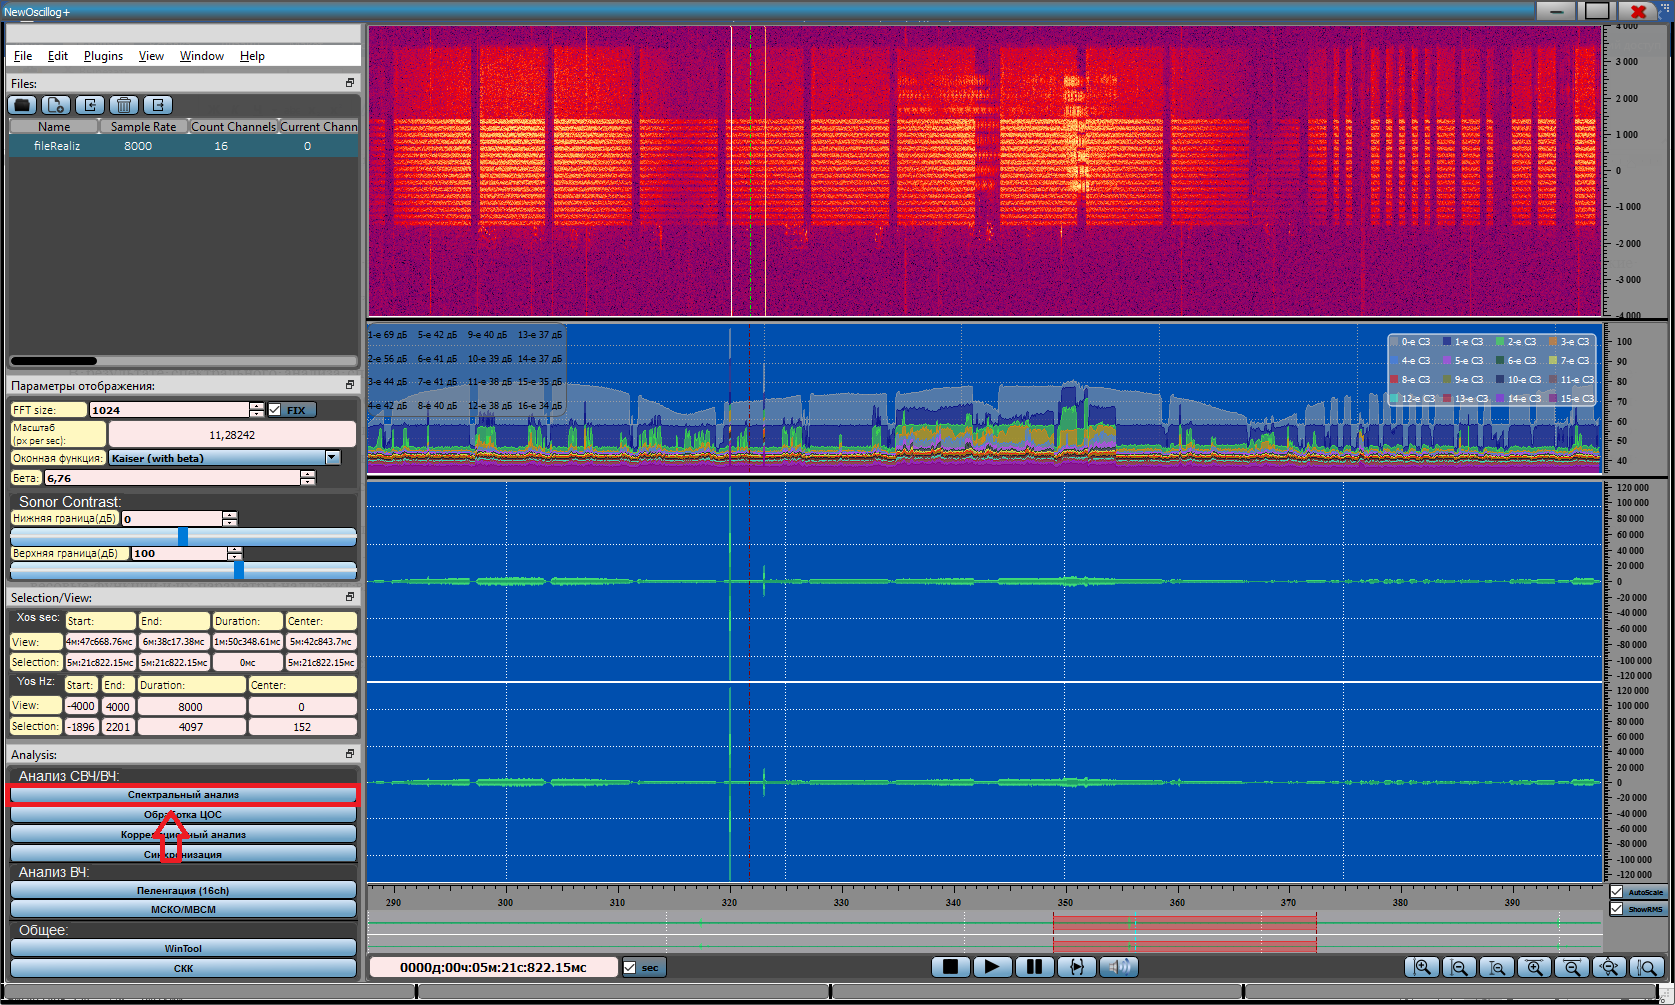 NewOscillog+
File Edit Plugins View Window Help
Files:
Name Sample Rate Count Channels Current Chann
fileRealiz 8000 16 0
Параметры отображения:
FFT size: 1024 FIX
Масштаб
(px per sec): 11,28242
Оконная функция: Kaiser (with beta)
Бета: 6,76
Sonor Contrast:
Нижняя граница(дБ) 0
Верхняя граница(дБ) 100
Selection/View:
Xos sec: Start: End: Duration: Center:
View: 4м:47с668.76мс 6м:38с17.38мс 1м:50с348.61мс 5м:42с843.7мс
Selection: 5м:21с822.15мс 5м:21с822.15мс 0мс 5м:21с822.15мс
Yos Hz: Start: End: Duration: Center:
View: -4000 4000 8000 0
Selection: -1896 2201 4097 152
Analysis:
Анализ СВЧ/ВЧ:
Спектральный анализ
Обработка ЦОС
Корреляционный анализ
Синхронизация
Анализ ВЧ:
Пеленгация (16ch)
МСКО/МВСМ
Общее:
WinTool
СКК
4 000
3 000
2 000
1 000
0
-1 000
-2 000
-3 000
-4 000
1-е 69 дБ 5-е 42 дБ 9-е 40 дБ 13-е 37 дБ
2-е 56 дБ 6-е 41 дБ 10-е 39 дБ 14-е 37 дБ
3-е 44 дБ 7-е 41 дБ 11-е 38 дБ 15-е 35 дБ
4-е 42 дБ 8-е 40 дБ 12-е 38 дБ 16-е 34 дБ
0-е СЗ 1-е СЗ 2-е СЗ 3-е СЗ
4-е СЗ 5-е СЗ 6-е СЗ 7-е СЗ
8-е СЗ 9-е СЗ 10-е СЗ 11-е СЗ
12-е СЗ 13-е СЗ 14-е СЗ 15-е СЗ
100
90
80
70
60
50
40
120 000
100 000
80 000
60 000
40 000
20 000
0
-20 000
-40 000
-60 000
-80 000
-100 000
-120 000
120 000
100 000
80 000
60 000
40 000
20 000
0
-20 000
-40 000
-60 000
-80 000
-100 000
-120 000
290 300 310 320 330 340 350 360 370 380 390
AutoScale
ShowRMS
0000д:00ч:05м:21с:822.15мс sec